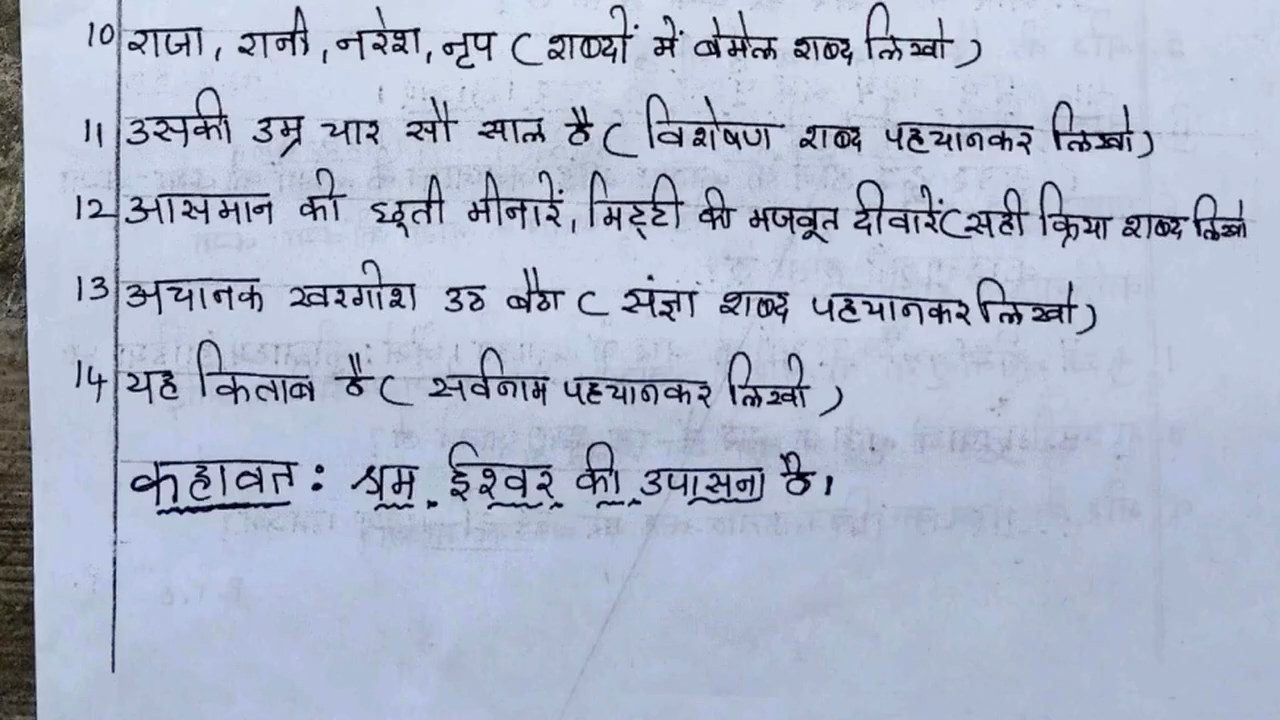 10 राजा, रानी, नरेश, नृप ( शब्दों में बेमेल शब्द लिखो )
11 उसकी उम्र चार सौ साल है ( विशेषण शब्द पहचानकर लिखो )
12 आसमान को छूती मीनारें, मिट्टी की मजबूत दीवारें ( सही क्रिया शब्द लिखो
13 अचानक खरगोश उठ बैठा ( संज्ञा शब्द पहचानकर लिखो )
14 यह किताब है ( सर्वनाम पहचानकर लिखो )
कहावत : श्रम ईश्वर की उपासना है।